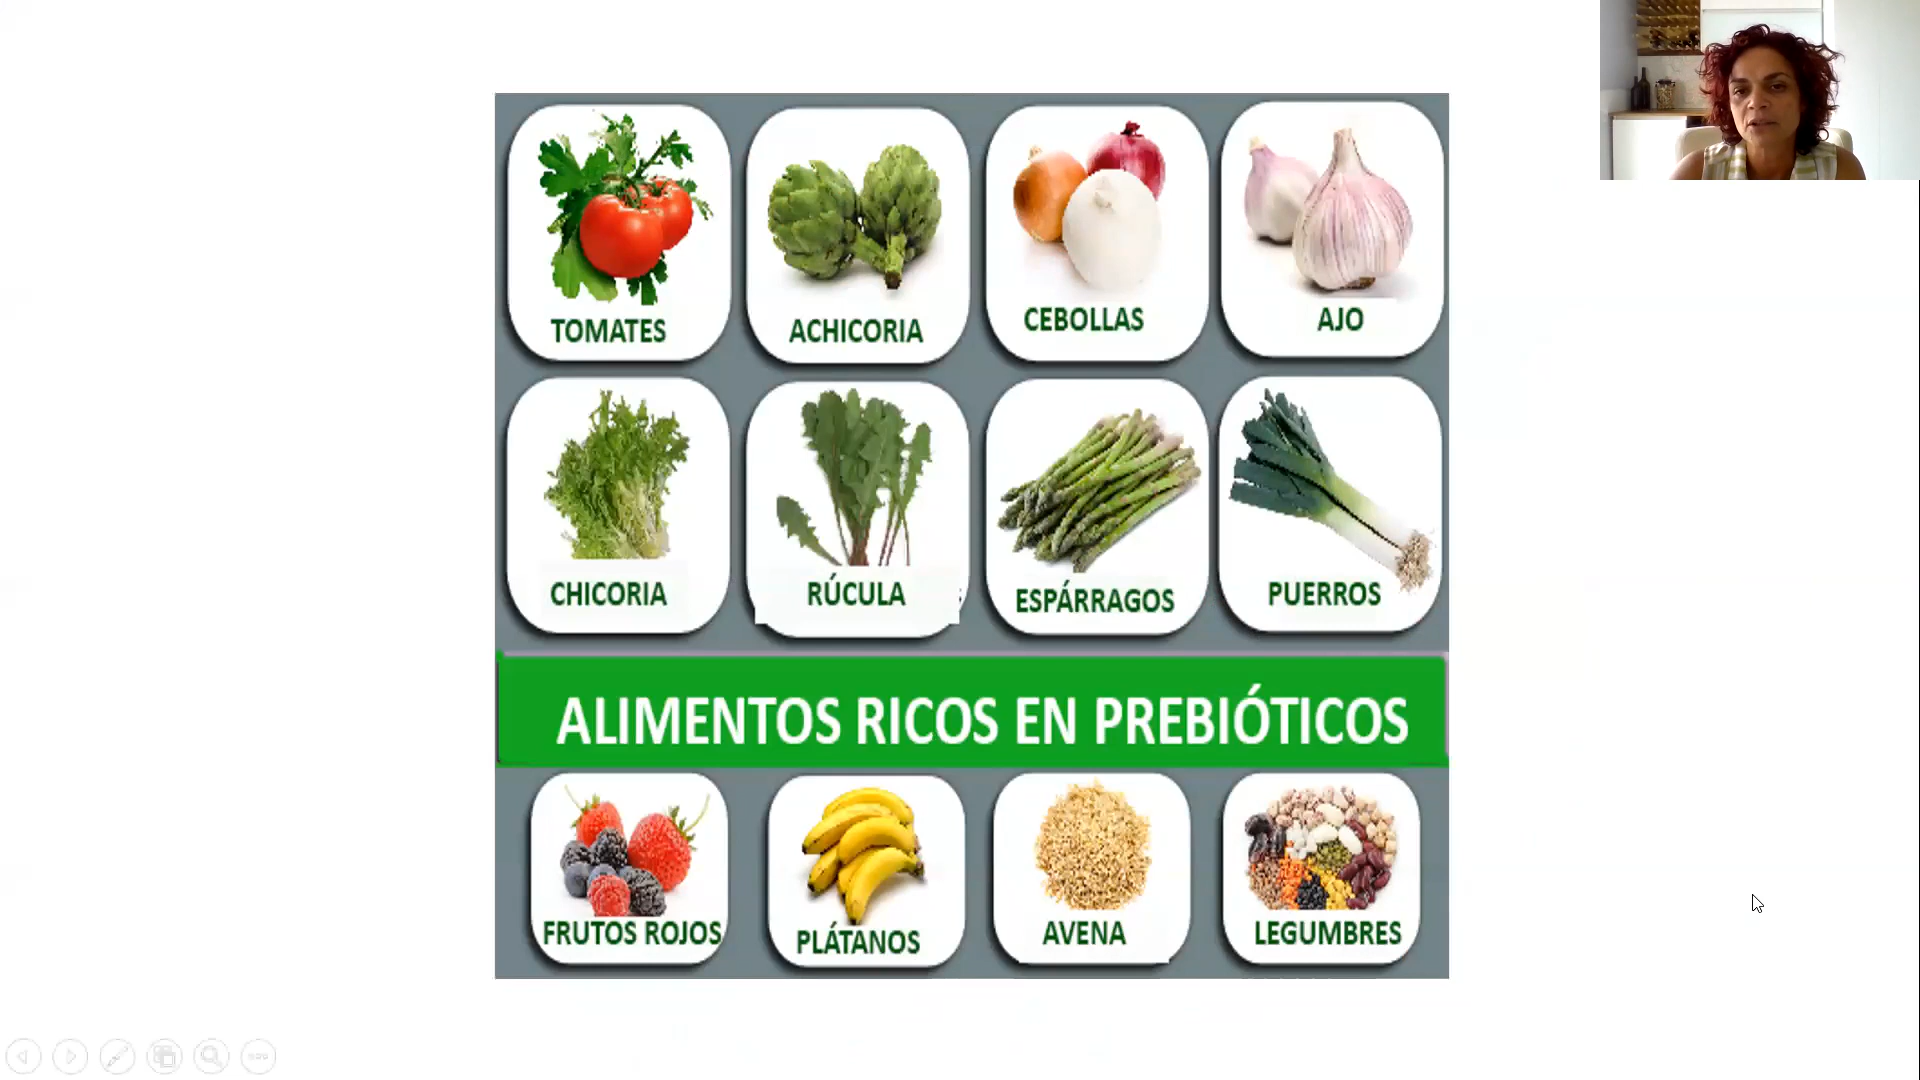 TOMATES
ACHICORIA
CEBOLLAS
AJO
CHICORIA
RÚCULA
ESPÁRRAGOS
PUERROS
ALIMENTOS RICOS EN PREBIÓTICOS
FRUTOS ROJOS
PLÁTANOS
AVENA
LEGUMBRES